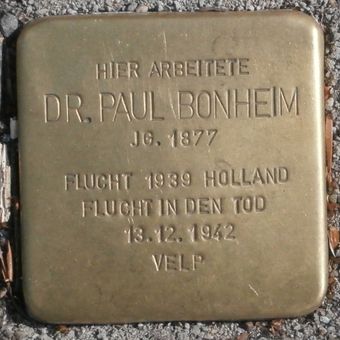 HIER ARBEITETE
DR. PAUL BONHEIM
JG. 1877
FLUCHT 1939 HOLLAND
FLUCHT IN DEN TOD
13.12.1942
VELP